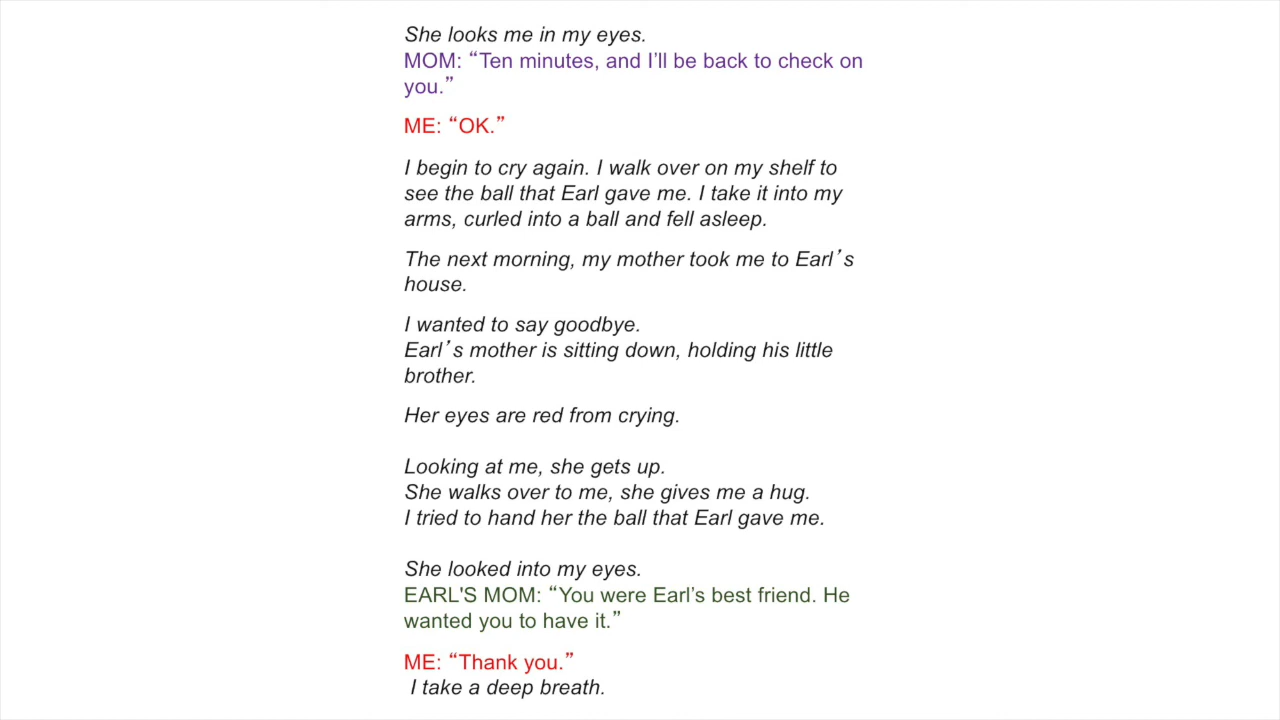 She looks me in my eyes.
MOM: “Ten minutes, and I’ll be back to check on
you.”
ME: “OK.”
I begin to cry again. I walk over on my shelf to
see the ball that Earl gave me. I take it into my
arms, curled into a ball and fell asleep.
The next morning, my mother took me to Earl’s
house.
I wanted to say goodbye.
Earl’s mother is sitting down, holding his little
brother.
Her eyes are red from crying.
Looking at me, she gets up.
She walks over to me, she gives me a hug.
I tried to hand her the ball that Earl gave me.
She looked into my eyes.
EARL'S MOM: “You were Earl’s best friend. He
wanted you to have it.”
ME: “Thank you.”
I take a deep breath.